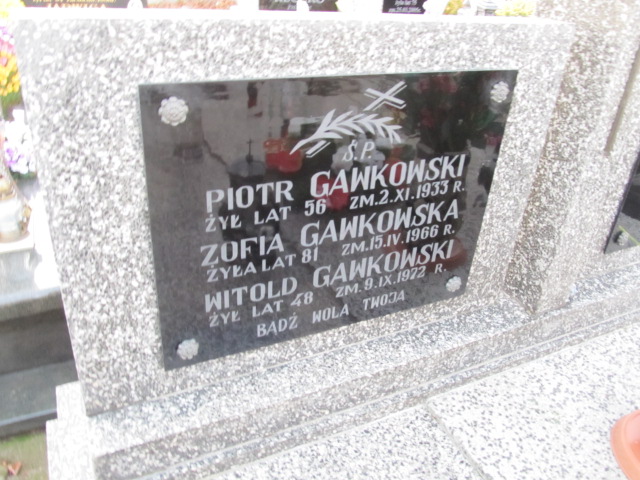 Ś.P.
PIOTR GAWKOWSKI
ŻYŁ LAT 56 ZM. 2.XI.1933 R.
ZOFIA GAWKOWSKA
ŻYŁA LAT 81 ZM. 15.IV.1966 R.
WITOLD GAWKOWSKI
ŻYŁ LAT 48 ZM. 9.IX.1972 R.
BĄDŹ WOLA TWOJA